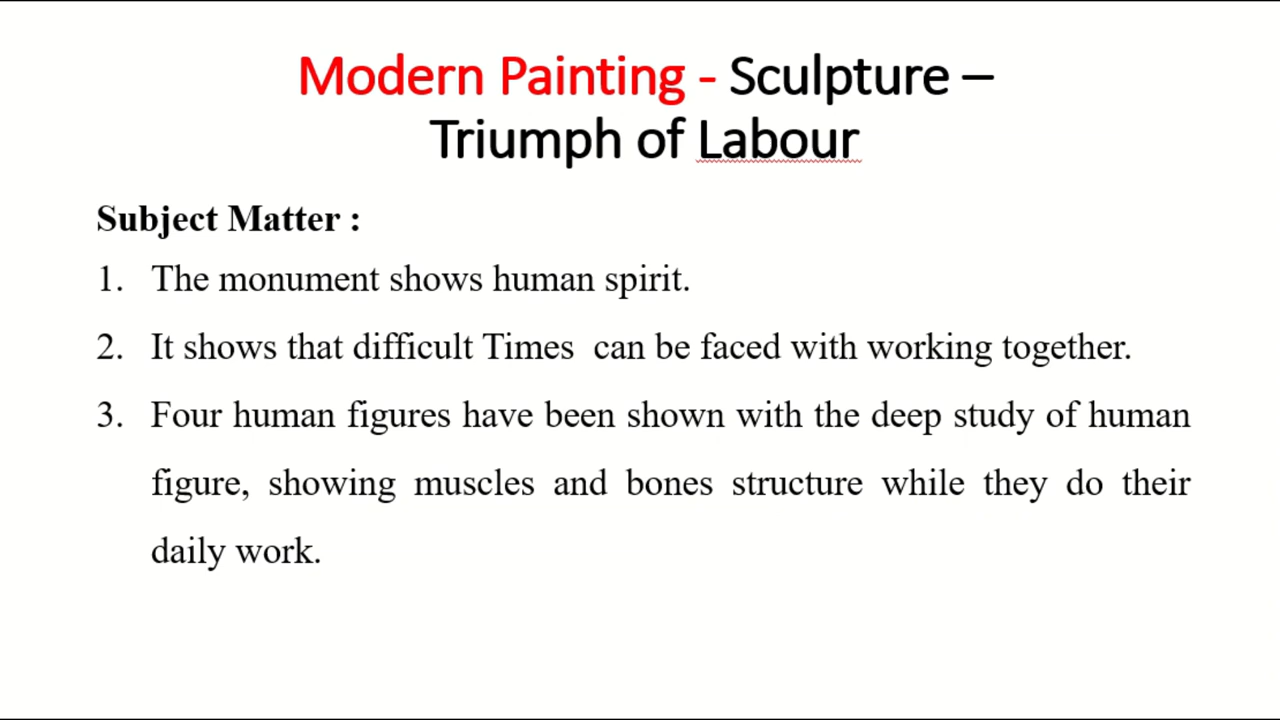 Modern Painting - Sculpture –
Triumph of Labour
Subject Matter :
1. The monument shows human spirit.
2. It shows that difficult Times  can be faced with working together.
3. Four human figures have been shown with the deep study of human
figure, showing muscles and bones structure while they do their
daily work.